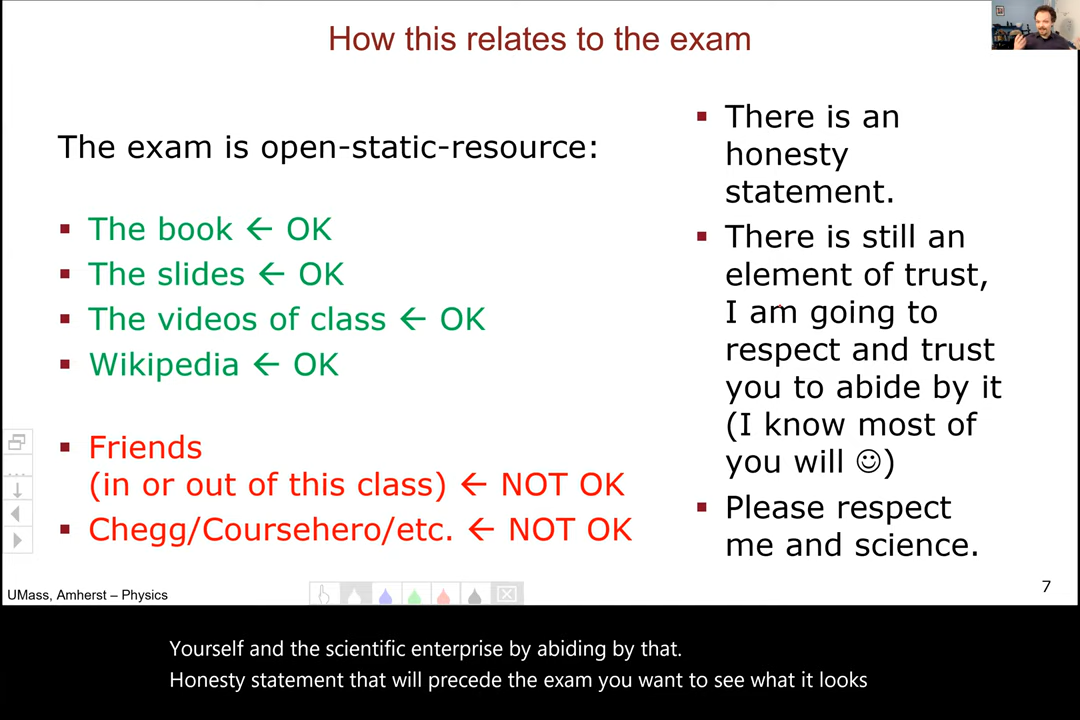 How this relates to the exam
The exam is open-static-resource:
▪ The book ← OK
▪ The slides ← OK
▪ The videos of class ← OK
▪ Wikipedia ← OK
▪ Friends
(in or out of this class) ← NOT OK
▪ Chegg/Coursehero/etc. ← NOT OK
▪ There is an
honesty
statement.
▪ There is still an
element of trust,
I am going to
respect and trust
you to abide by it
(I know most of
you will ☺)
▪ Please respect
me and science.
UMass, Amherst – Physics
7
Yourself and the scientific enterprise by abiding by that.
Honesty statement that will precede the exam you want to see what it looks